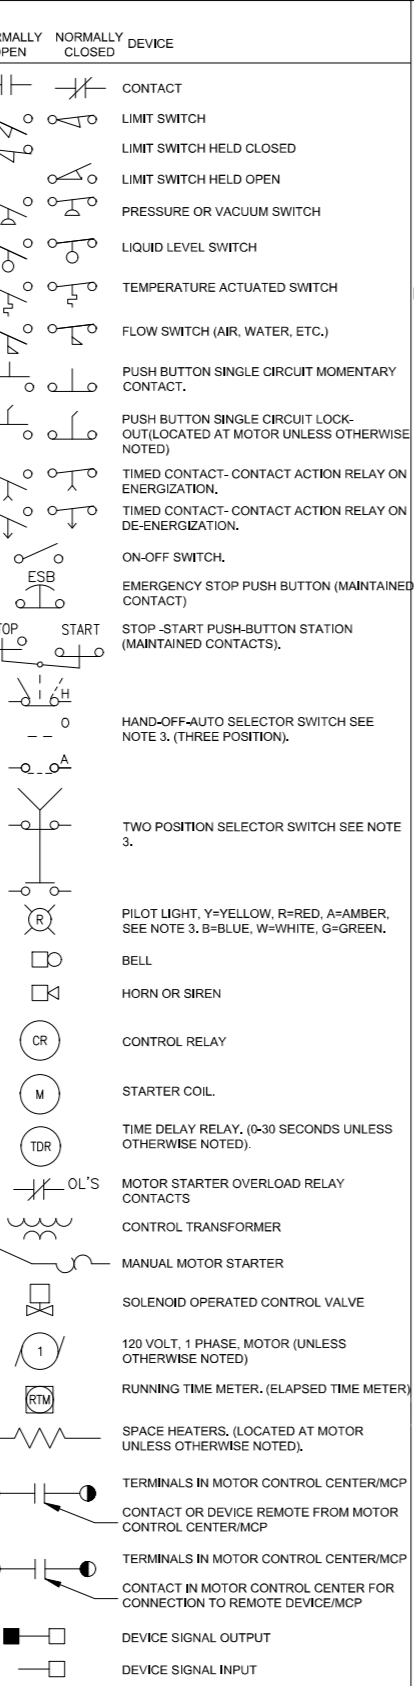 NORMALLY CLOSED DEVICE
CONTACT
LIMIT SWITCH
LIMIT SWITCH HELD CLOSED
LIMIT SWITCH HELD OPEN
PRESSURE OR VACUUM SWITCH
LIQUID LEVEL SWITCH
TEMPERATURE ACTUATED SWITCH
FLOW SWITCH (AIR, WATER, ETC.)
PUSH BUTTON SINGLE CIRCUIT MOMENTARY
CONTACT.
PUSH BUTTON SINGLE CIRCUIT LOCK-
OUT(LOCATED AT MOTOR UNLESS OTHERWISE
NOTED)
TIMED CONTACT- CONTACT ACTION RELAY ON
ENERGIZATION.
TIMED CONTACT- CONTACT ACTION RELAY ON
DE-ENERGIZATION.
ON-OFF SWITCH.
ESB
EMERGENCY STOP PUSH BUTTON (MAINTAINED
CONTACT)
START
STOP -START PUSH-BUTTON STATION
(MAINTAINED CONTACTS).
H
O
HAND-OFF-AUTO SELECTOR SWITCH SEE
NOTE 3. (THREE POSITION).
A
TWO POSITION SELECTOR SWITCH SEE NOTE
3.
R
PILOT LIGHT, Y=YELLOW, R=RED, A=AMBER,
SEE NOTE 3. B=BLUE, W=WHITE, G=GREEN.
BELL
HORN OR SIREN
CR
CONTROL RELAY
M
STARTER COIL.
TDR
TIME DELAY RELAY. (0-30 SECONDS UNLESS
OTHERWISE NOTED).
OL'S
MOTOR STARTER OVERLOAD RELAY
CONTACTS
CONTROL TRANSFORMER
MANUAL MOTOR STARTER
SOLENOID OPERATED CONTROL VALVE
1
120 VOLT, 1 PHASE, MOTOR (UNLESS
OTHERWISE NOTED)
RTM
RUNNING TIME METER. (ELAPSED TIME METER)
SPACE HEATERS. (LOCATED AT MOTOR
UNLESS OTHERWISE NOTED).
TERMINALS IN MOTOR CONTROL CENTER/MCP
CONTACT OR DEVICE REMOTE FROM MOTOR
CONTROL CENTER/MCP
TERMINALS IN MOTOR CONTROL CENTER/MCP
CONTACT IN MOTOR CONTROL CENTER FOR
CONNECTION TO REMOTE DEVICE/MCP
DEVICE SIGNAL OUTPUT
DEVICE SIGNAL INPUT